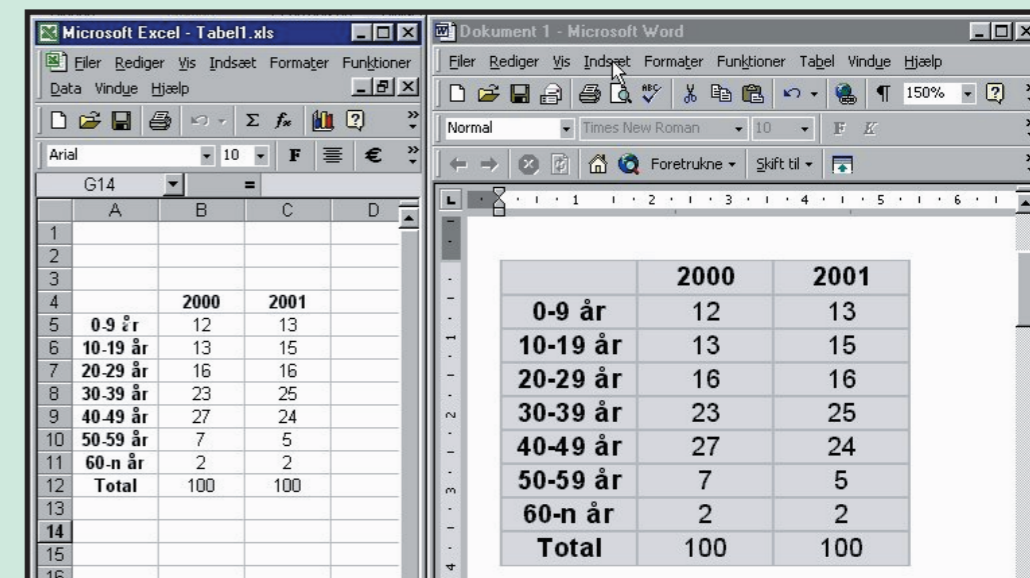 Microsoft Excel - Tabel1.xls
Filer Rediger Vis Indsæt Formater Funktioner
Data Vindue Hjælp
Σ fx ?
Arial 10 F €
G14 =
A B C D
1
2
3
4 2000 2001
5 0-9 år 12 13
6 10-19 år 13 15
7 20-29 år 16 16
8 30-39 år 23 25
9 40-49 år 27 24
10 50-59 år 7 5
11 60-n år 2 2
12 Total 100 100
13
14
15
16
Dokument 1 - Microsoft Word
Filer Rediger Vis Indsæt Formater Funktioner Tabel Vindue Hjælp
ABC ¶ 150% ?
Normal Times New Roman 10 F K
Foretrukne Skift til
L 1 2 3 4 5 6
2000 2001
0-9 år 12 13
10-19 år 13 15
20-29 år 16 16
30-39 år 23 25
40-49 år 27 24
50-59 år 7 5
60-n år 2 2
Total 100 100
1
2
3
4